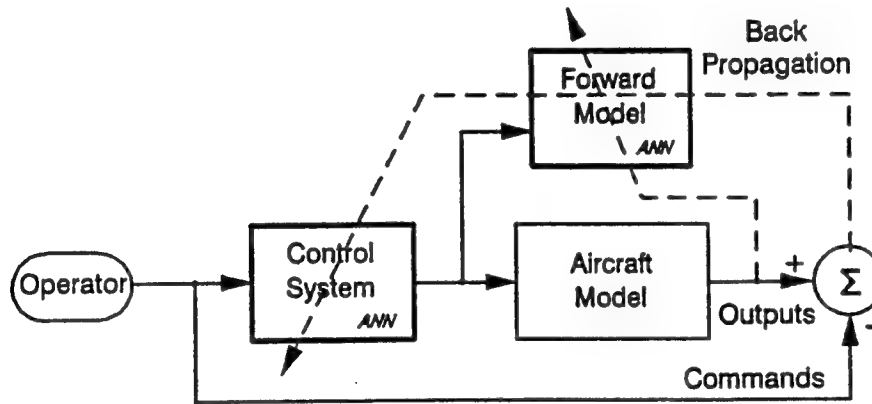 Back
Propagation
Forward
Model
ANN
Operator
Control
System
ANN
Aircraft
Model
+
Σ
-
Outputs
Commands